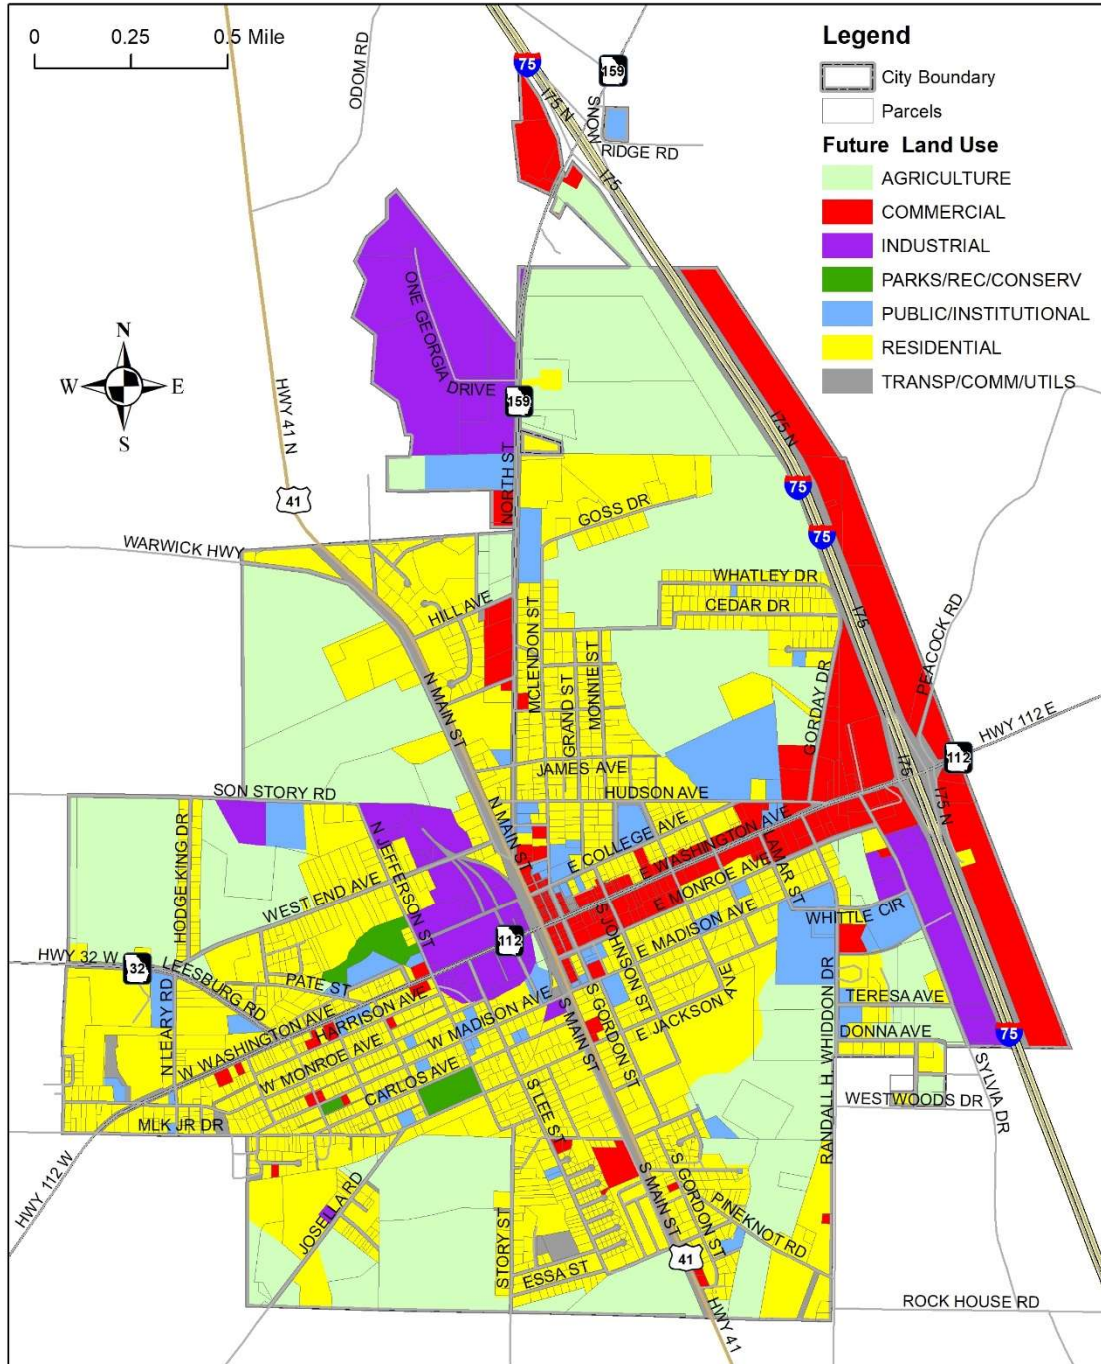 0 0.25 0.5 Mile
Legend
City Boundary
Parcels
Future Land Use
AGRICULTURE
COMMERCIAL
INDUSTRIAL
PARKS/REC/CONSERV
PUBLIC/INSTITUTIONAL
RESIDENTIAL
TRANSP/COMM/UTILS
N
W E
S
ODOM RD
75
159
I75 N
SNOW
RIDGE RD
I75
ONE GEORGIA
DRIVE
HWY 41 N
159
41
NORTH ST
I75 N
75
75
GOSS DR
WARWICK HWY
WHATLEY DR
CEDAR DR
HILL AVE
MCLENDON ST
GRAND ST
MONNIE ST
I75
PEACOCK RD
GORDAY DR
N MAIN ST
HWY 112 E
112
JAMES AVE
HUDSON AVE
I75
I75 N
SON STORY RD
N MAIN ST
N JEFFERSON ST
HODGE KING DR
WEST END AVE
E COLLEGE AVE
E WASHINGTON AVE
E MONROE AVE
LAMAR ST
E MADISON AVE
S JOHNSON ST
WHITTLE CIR
112
HWY 32 W
32
LEESBURG RD
PATE ST
N LEARY RD
W WASHINGTON AVE
HARRISON AVE
W MONROE AVE
W MADISON AVE
CARLOS AVE
S MAIN ST
S GORDON ST
E JACKSON AVE
RANDALL H. WHIDDON DR
TERESA AVE
DONNA AVE
75
SYLVIA DR
WESTWOODS DR
MLK JR DR
HWY 112 W
S LEE ST
JOSELLA RD
STORY ST
S MAIN ST
S GORDON ST
PINEKNOT RD
ESSA ST
41
HWY 41
ROCK HOUSE RD